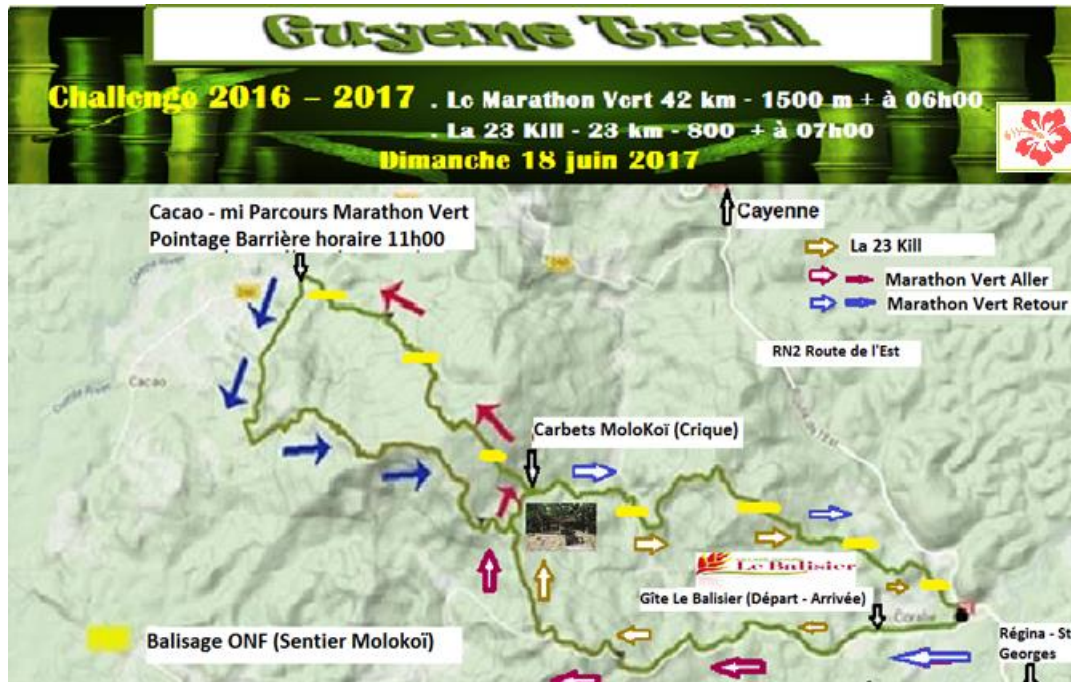 Guyane Trail
Challenge 2016 – 2017 . Le Marathon Vert 42 km - 1500 m + à 06h00
. La 23 Kill - 23 km - 800 + à 07h00
Dimanche 18 juin 2017
Cacao - mi Parcours Marathon Vert
Pointage Barrière horaire 11h00
Cayenne
La 23 Kill
Marathon Vert Aller
Marathon Vert Retour
RN2 Route de l'Est
Cacao
Carbets MoloKoï (Crique)
Le Balisier
Gîte Le Balisier (Départ - Arrivée)
Coralie
Régina - St
Georges
Balisage ONF (Sentier Molokoï)